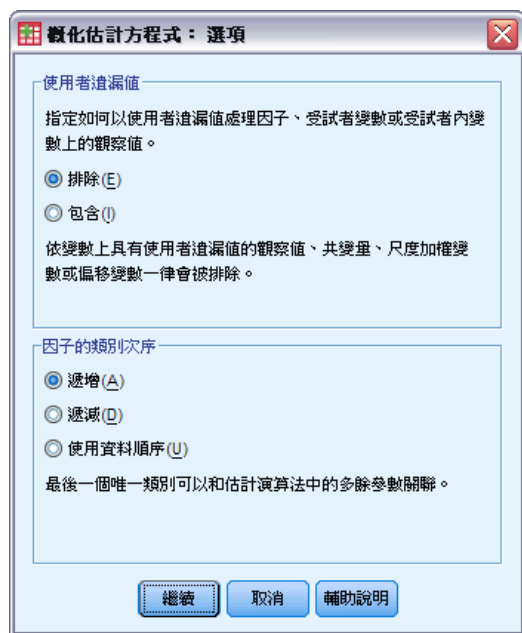 概化估計方程式： 選項
使用者遺漏值
指定如何以使用者遺漏值處理因子、受試者變數或受試者內變
數上的觀察值。
排除(E)
包含(I)
依變數上具有使用者遺漏值的觀察值、共變量、尺度加權變
數或偏移變數一律會被排除。
因子的類別次序
遞增(A)
遞減(D)
使用資料順序(U)
最後一個唯一類別可以和估計演算法中的多餘參數關聯。
繼續 取消 輔助說明